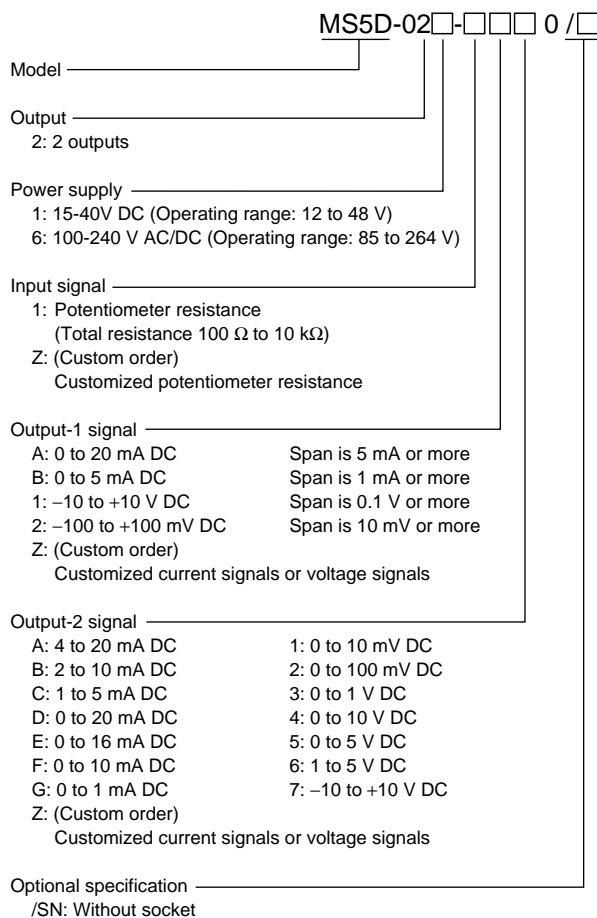 MS5D-02□-□□□ 0 /□
Model
Output
2: 2 outputs
Power supply
1: 15-40V DC (Operating range: 12 to 48 V)
6: 100-240 V AC/DC (Operating range: 85 to 264 V)
Input signal
1: Potentiometer resistance
(Total resistance 100 Ω to 10 kΩ)
Z: (Custom order)
Customized potentiometer resistance
Output-1 signal
A: 0 to 20 mA DC Span is 5 mA or more
B: 0 to 5 mA DC Span is 1 mA or more
1: −10 to +10 V DC Span is 0.1 V or more
2: −100 to +100 mV DC Span is 10 mV or more
Z: (Custom order)
Customized current signals or voltage signals
Output-2 signal
A: 4 to 20 mA DC 1: 0 to 10 mV DC
B: 2 to 10 mA DC 2: 0 to 100 mV DC
C: 1 to 5 mA DC 3: 0 to 1 V DC
D: 0 to 20 mA DC 4: 0 to 10 V DC
E: 0 to 16 mA DC 5: 0 to 5 V DC
F: 0 to 10 mA DC 6: 1 to 5 V DC
G: 0 to 1 mA DC 7: −10 to +10 V DC
Z: (Custom order)
Customized current signals or voltage signals
Optional specification
/SN: Without socket